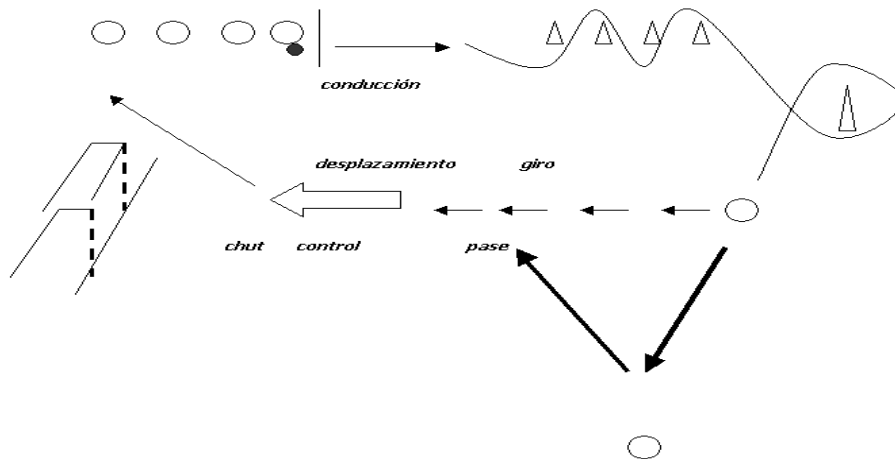 conducción
desplazamiento giro
chut control pase